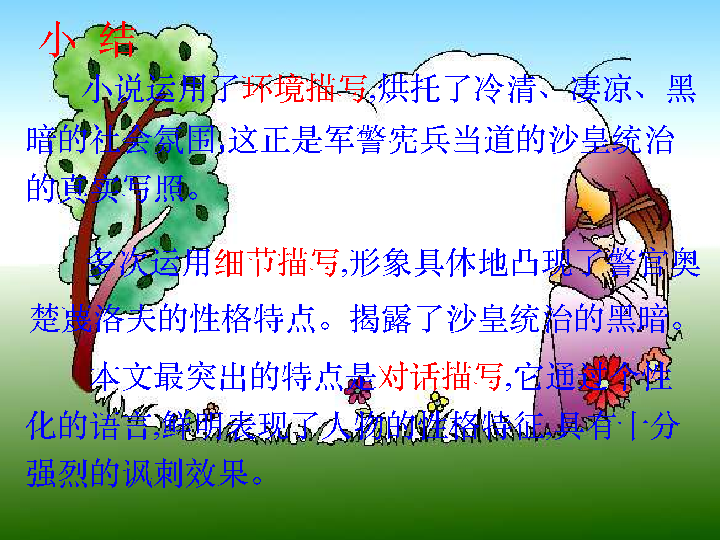 小 结
小说运用了环境描写,烘托了冷清、凄凉、黑
暗的社会氛围,这正是军警宪兵当道的沙皇统治
的真实写照。
多次运用细节描写,形象具体地凸现了警官奥
楚蔑洛夫的性格特点。揭露了沙皇统治的黑暗。
本文最突出的特点是对话描写,它通过个性
化的语言,鲜明表现了人物的性格特征,具有十分
强烈的讽刺效果。